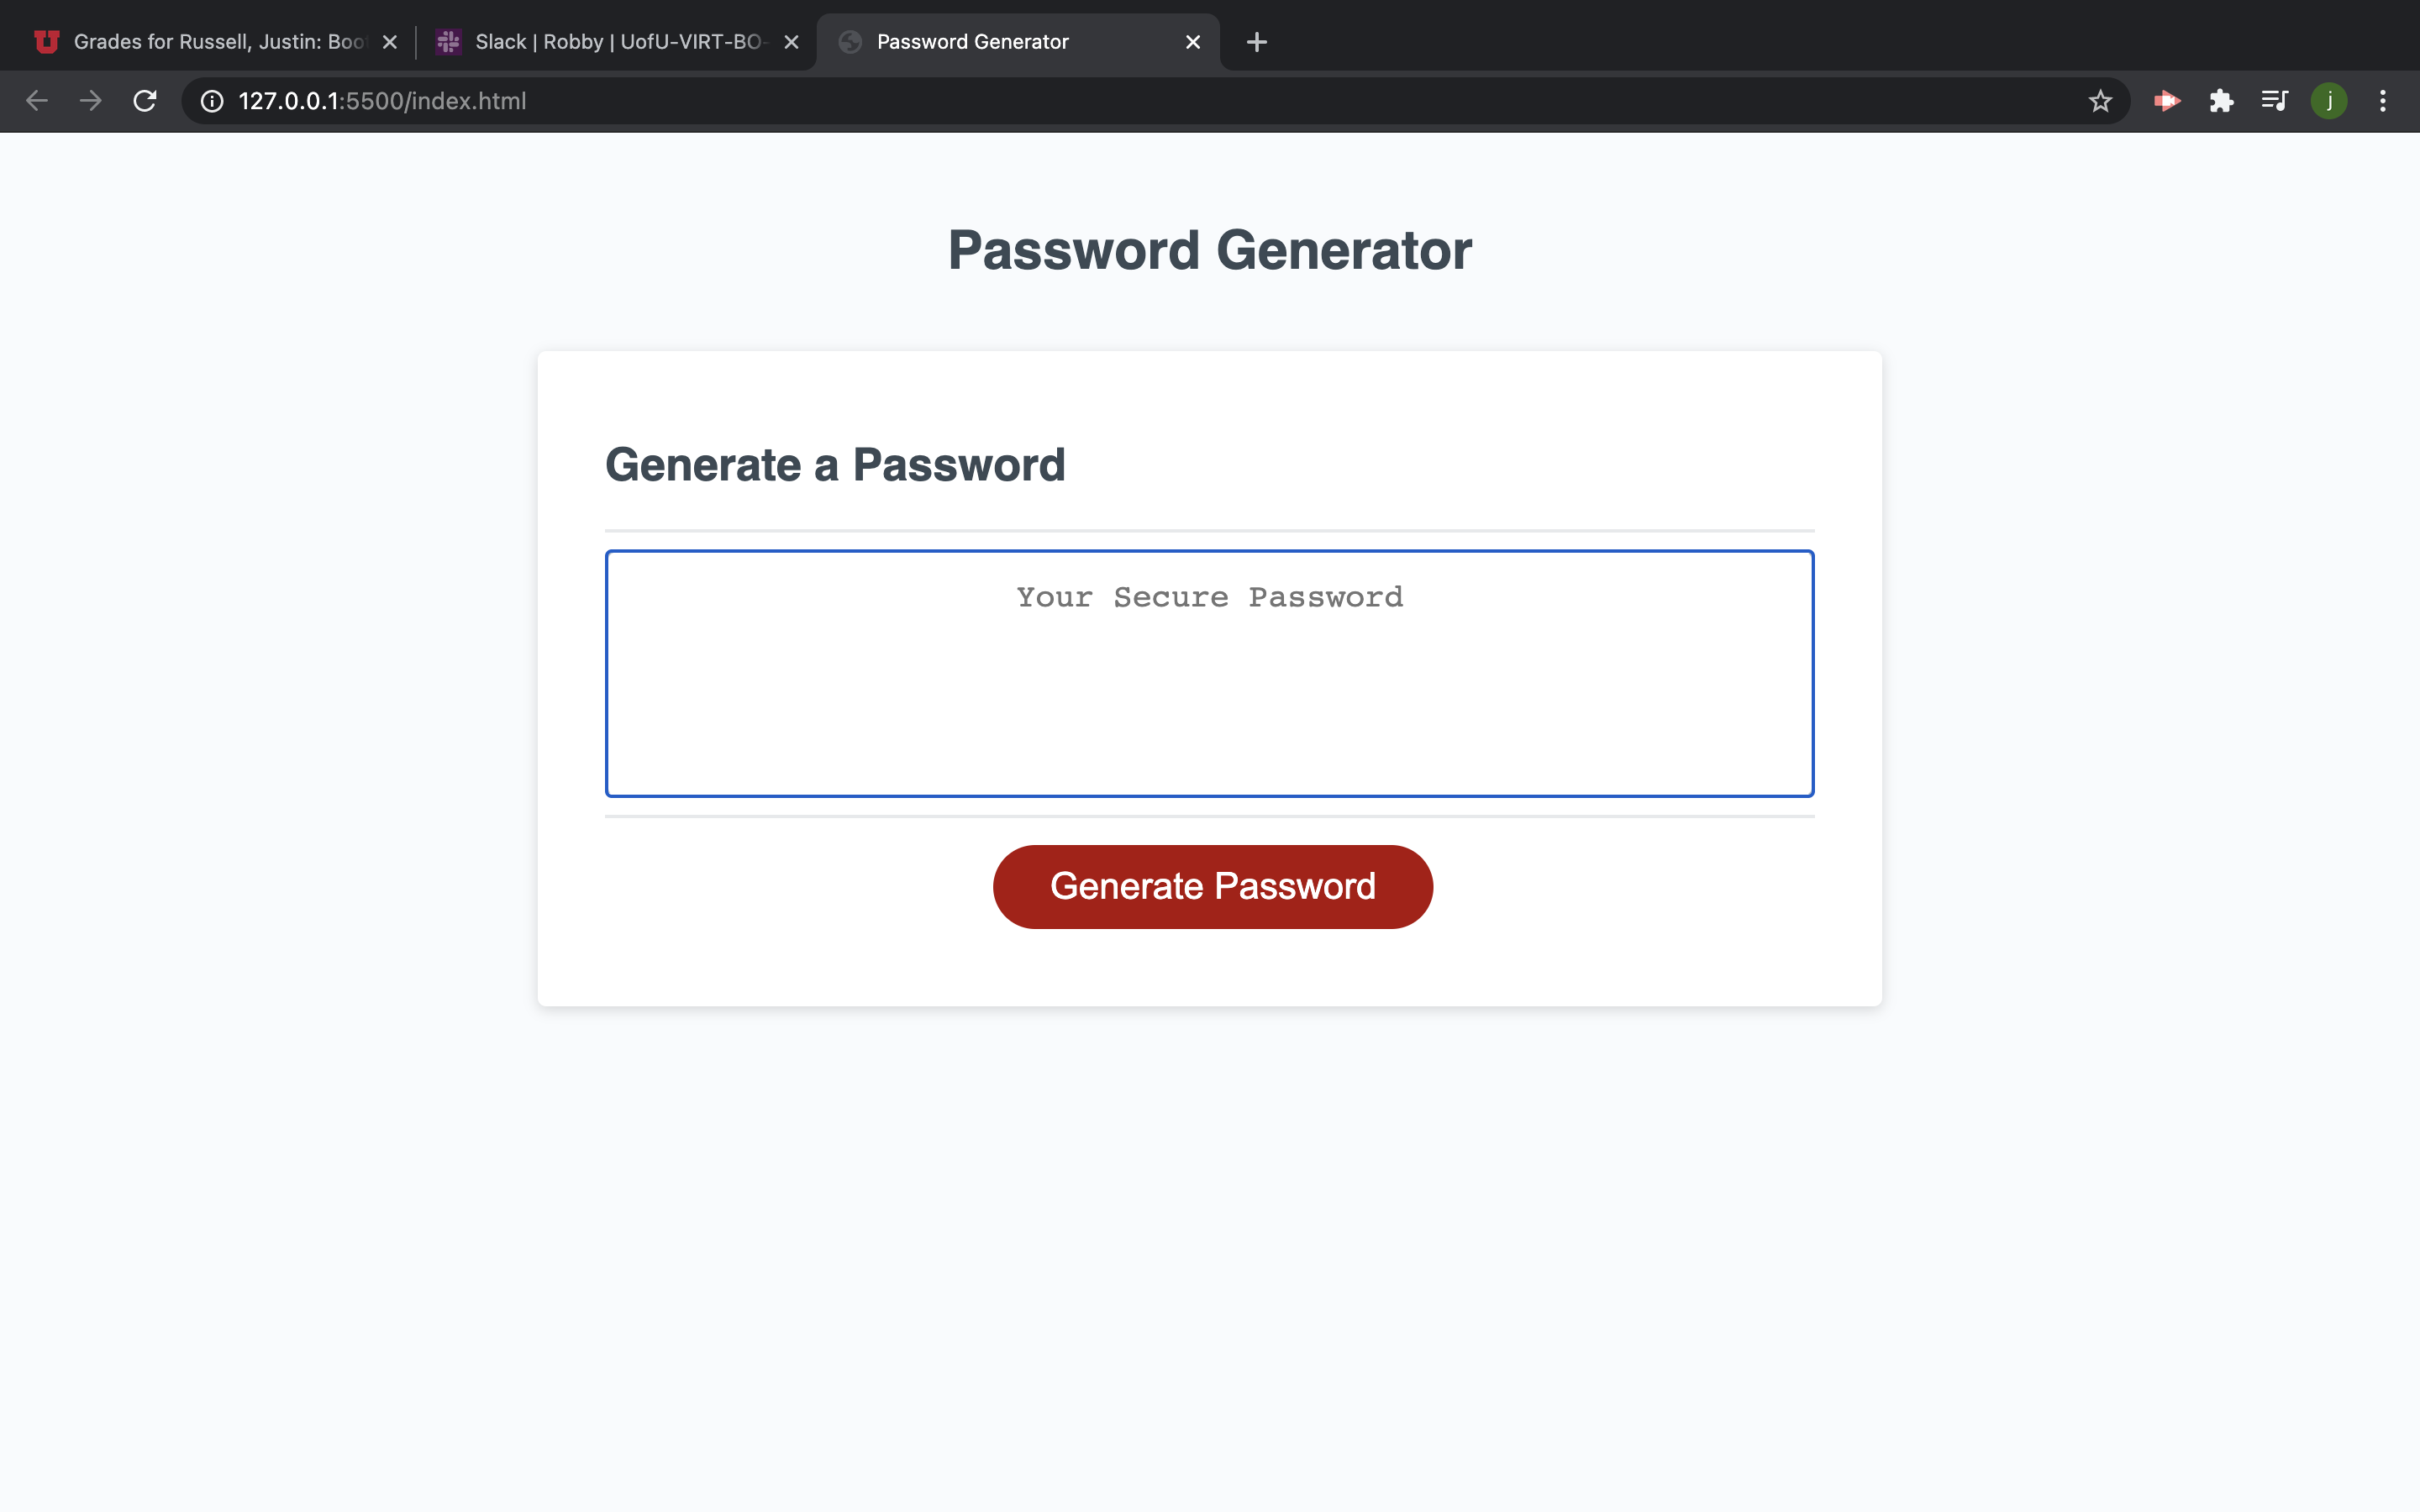 Grades for Russell, Justin: Boo
Slack | Robby | UofU-VIRT-BO-
Password Generator
127.0.0.1:5500/index.html
j
Password Generator
Generate a Password
Your Secure Password
Generate Password